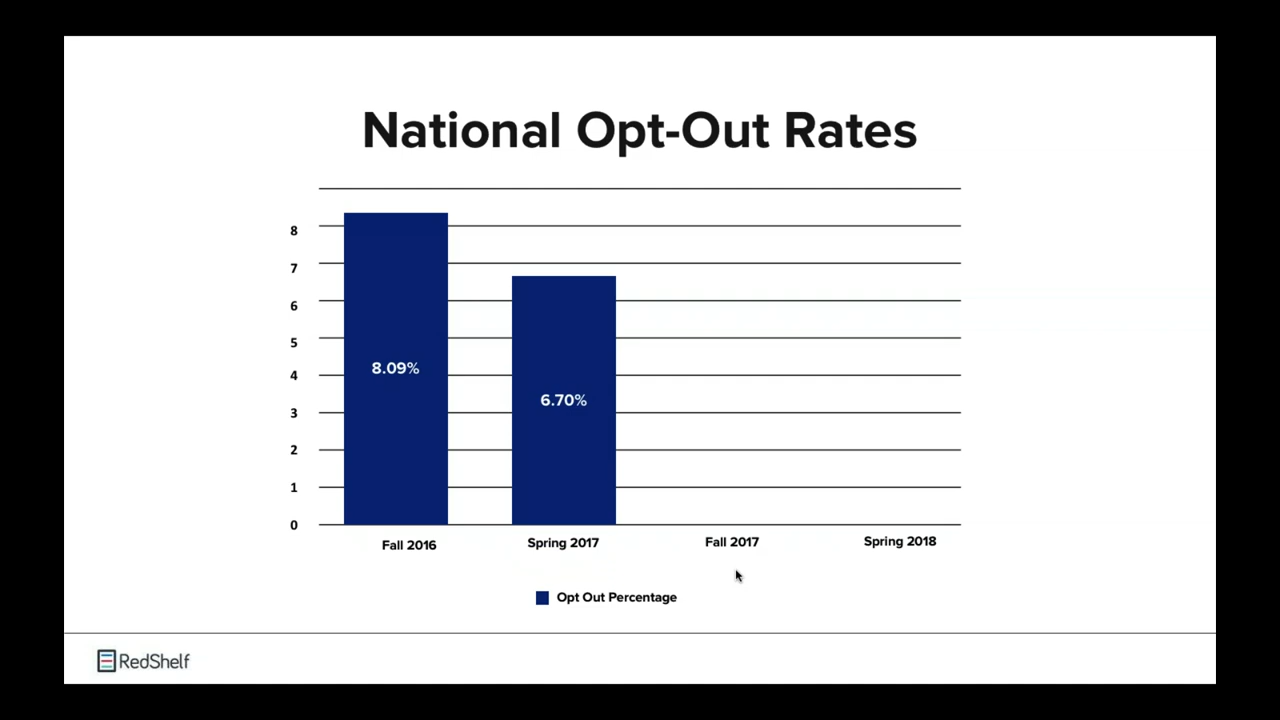 National Opt-Out Rates
8
7
6
5
4
3
2
1
0
8.09%
6.70%
Fall 2016
Spring 2017
Fall 2017
Spring 2018
Opt Out Percentage
RedShelf